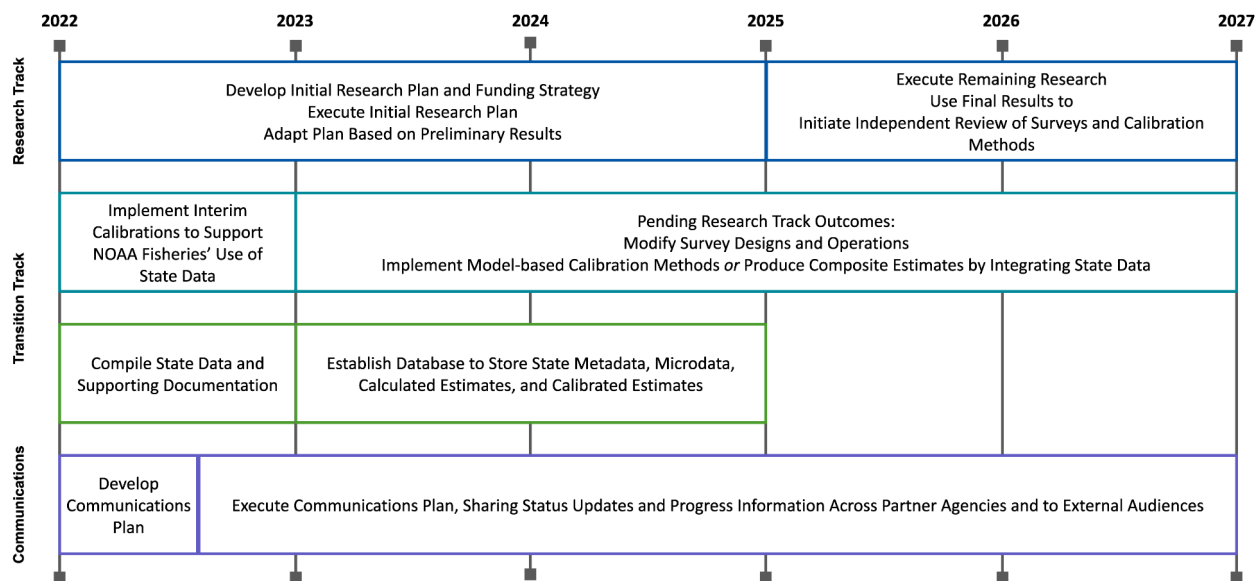 2022 2023 2024 2025 2026 2027
Research Track
Develop Initial Research Plan and Funding Strategy
Execute Initial Research Plan
Adapt Plan Based on Preliminary Results
Execute Remaining Research
Use Final Results to
Initiate Independent Review of Surveys and Calibration
Methods
Transition Track
Implement Interim
Calibrations to Support
NOAA Fisheries’ Use of
State Data
Pending Research Track Outcomes:
Modify Survey Designs and Operations
Implement Model-based Calibration Methods or Produce Composite Estimates by Integrating State Data
Compile State Data and
Supporting Documentation
Establish Database to Store State Metadata, Microdata,
Calculated Estimates, and Calibrated Estimates
Communications
Develop
Communications
Plan
Execute Communications Plan, Sharing Status Updates and Progress Information Across Partner Agencies and to External Audiences